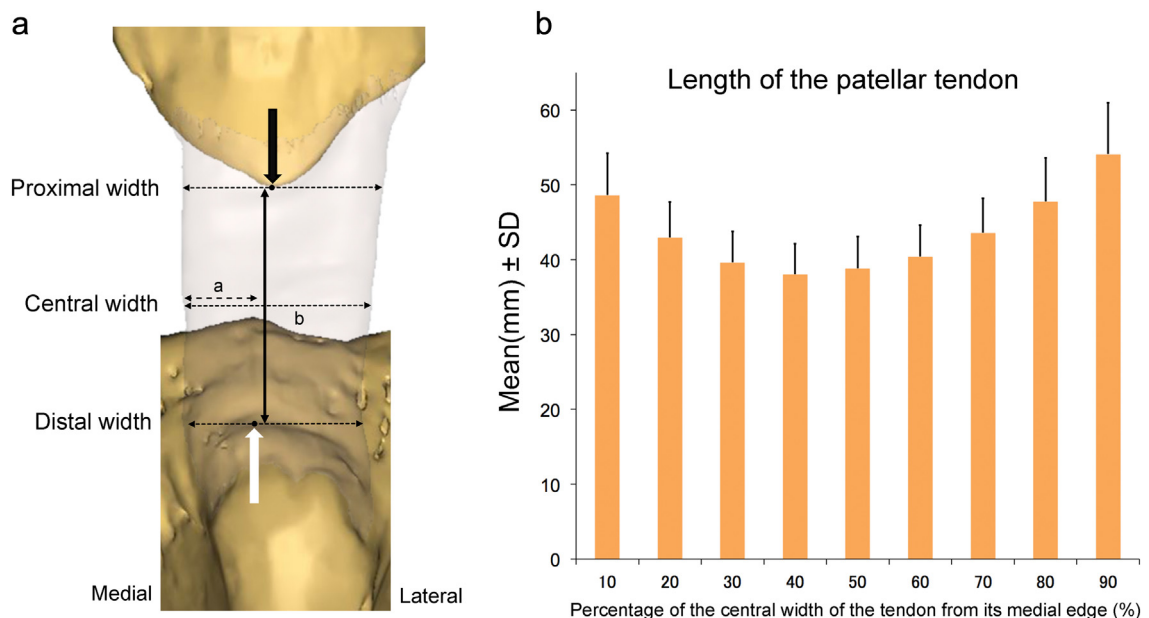 a
Proximal width
a
Central width
b
Distal width
Medial
Lateral
b
Length of the patellar tendon
Mean(mm) ± SD
60
50
40
30
20
10
0
10 20 30 40 50 60 70 80 90
Percentage of the central width of the tendon from its medial edge (%)